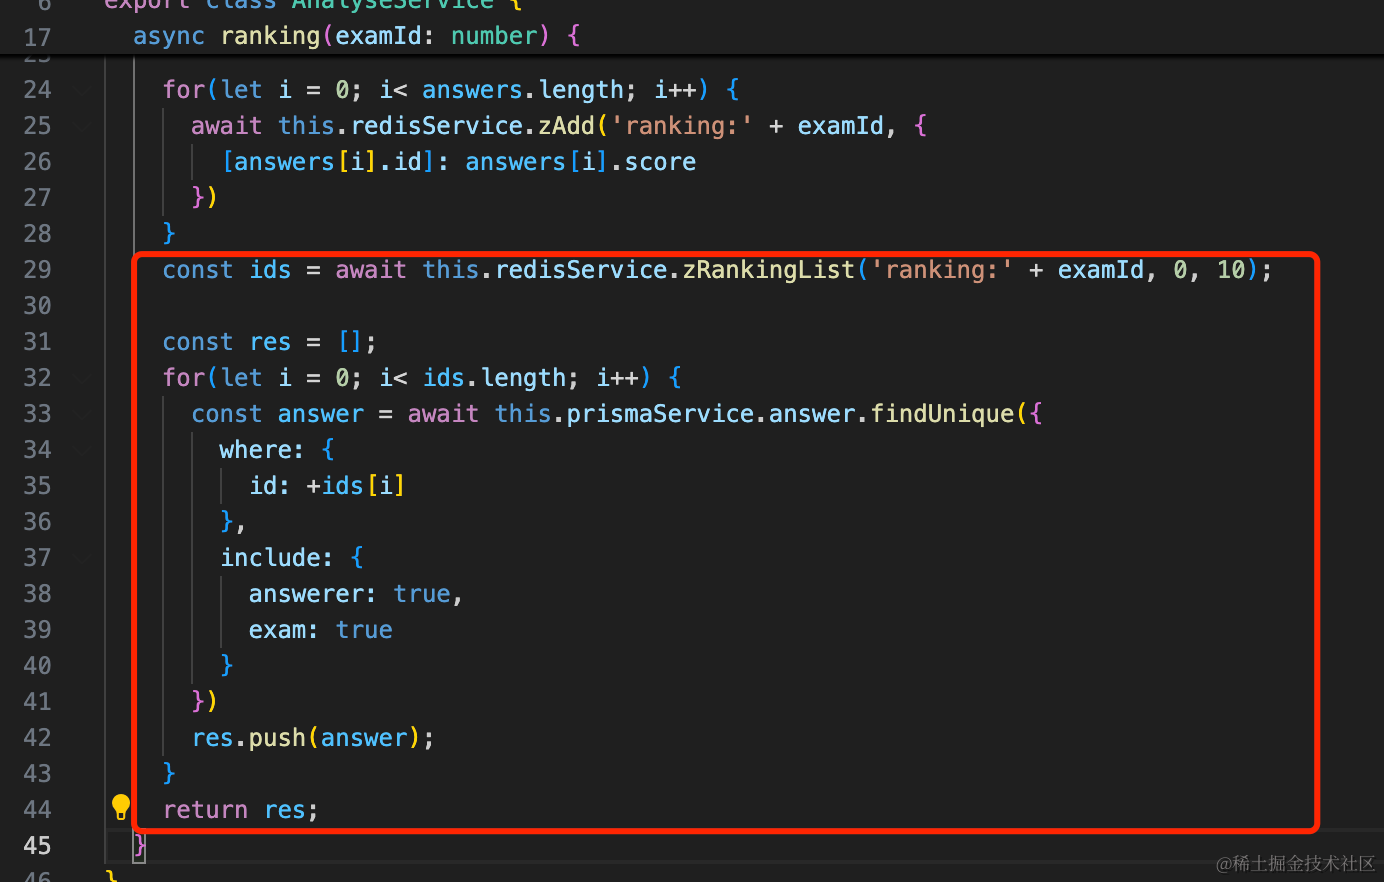 6 export class AnalyseService {
17 async ranking(examId: number) {
23
24 for(let i = 0; i< answers.length; i++) {
25 await this.redisService.zAdd('ranking:' + examId, {
26 [answers[i].id]: answers[i].score
27 })
28 }
29 const ids = await this.redisService.zRankingList('ranking:' + examId, 0, 10);
30
31 const res = [];
32 for(let i = 0; i< ids.length; i++) {
33 const answer = await this.prismaService.answer.findUnique({
34 where: {
35 id: +ids[i]
36 },
37 include: {
38 answerer: true,
39 exam: true
40 }
41 })
42 res.push(answer);
43 }
44 return res;
45 }
46 }
@稀土掘金技术社区